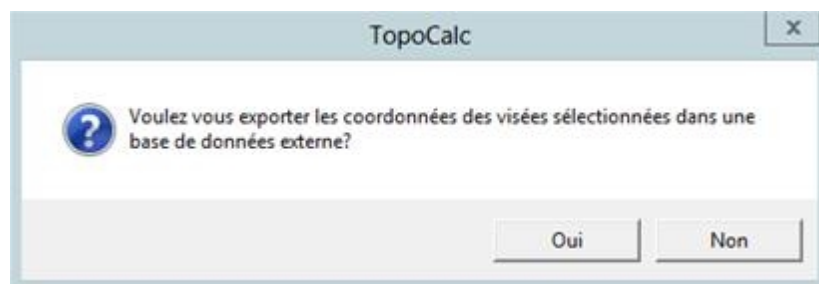 TopoCalc
x
Voulez vous exporter les coordonnées des visées sélectionnées dans une
base de données externe?
Oui Non